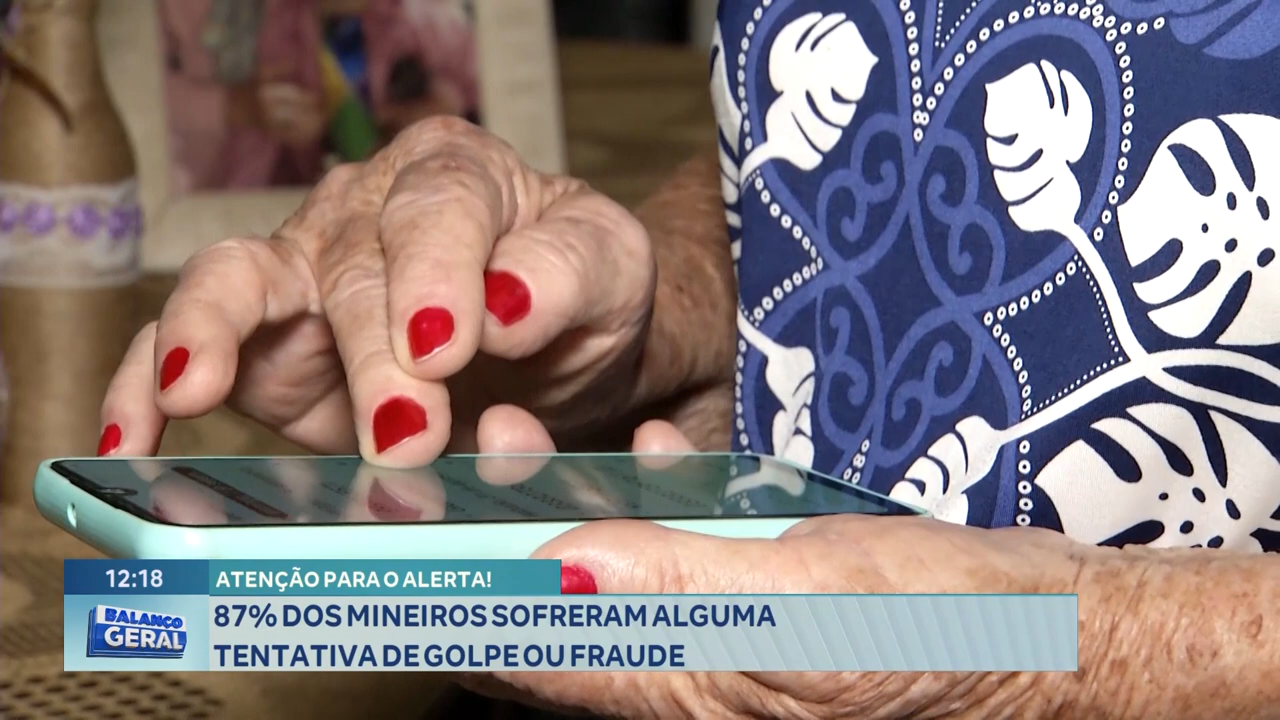 12:18
ATENÇÃO PARA O ALERTA!
BALANÇO
GERAL
87% DOS MINEIROS SOFRERAM ALGUMA
TENTATIVA DE GOLPE OU FRAUDE